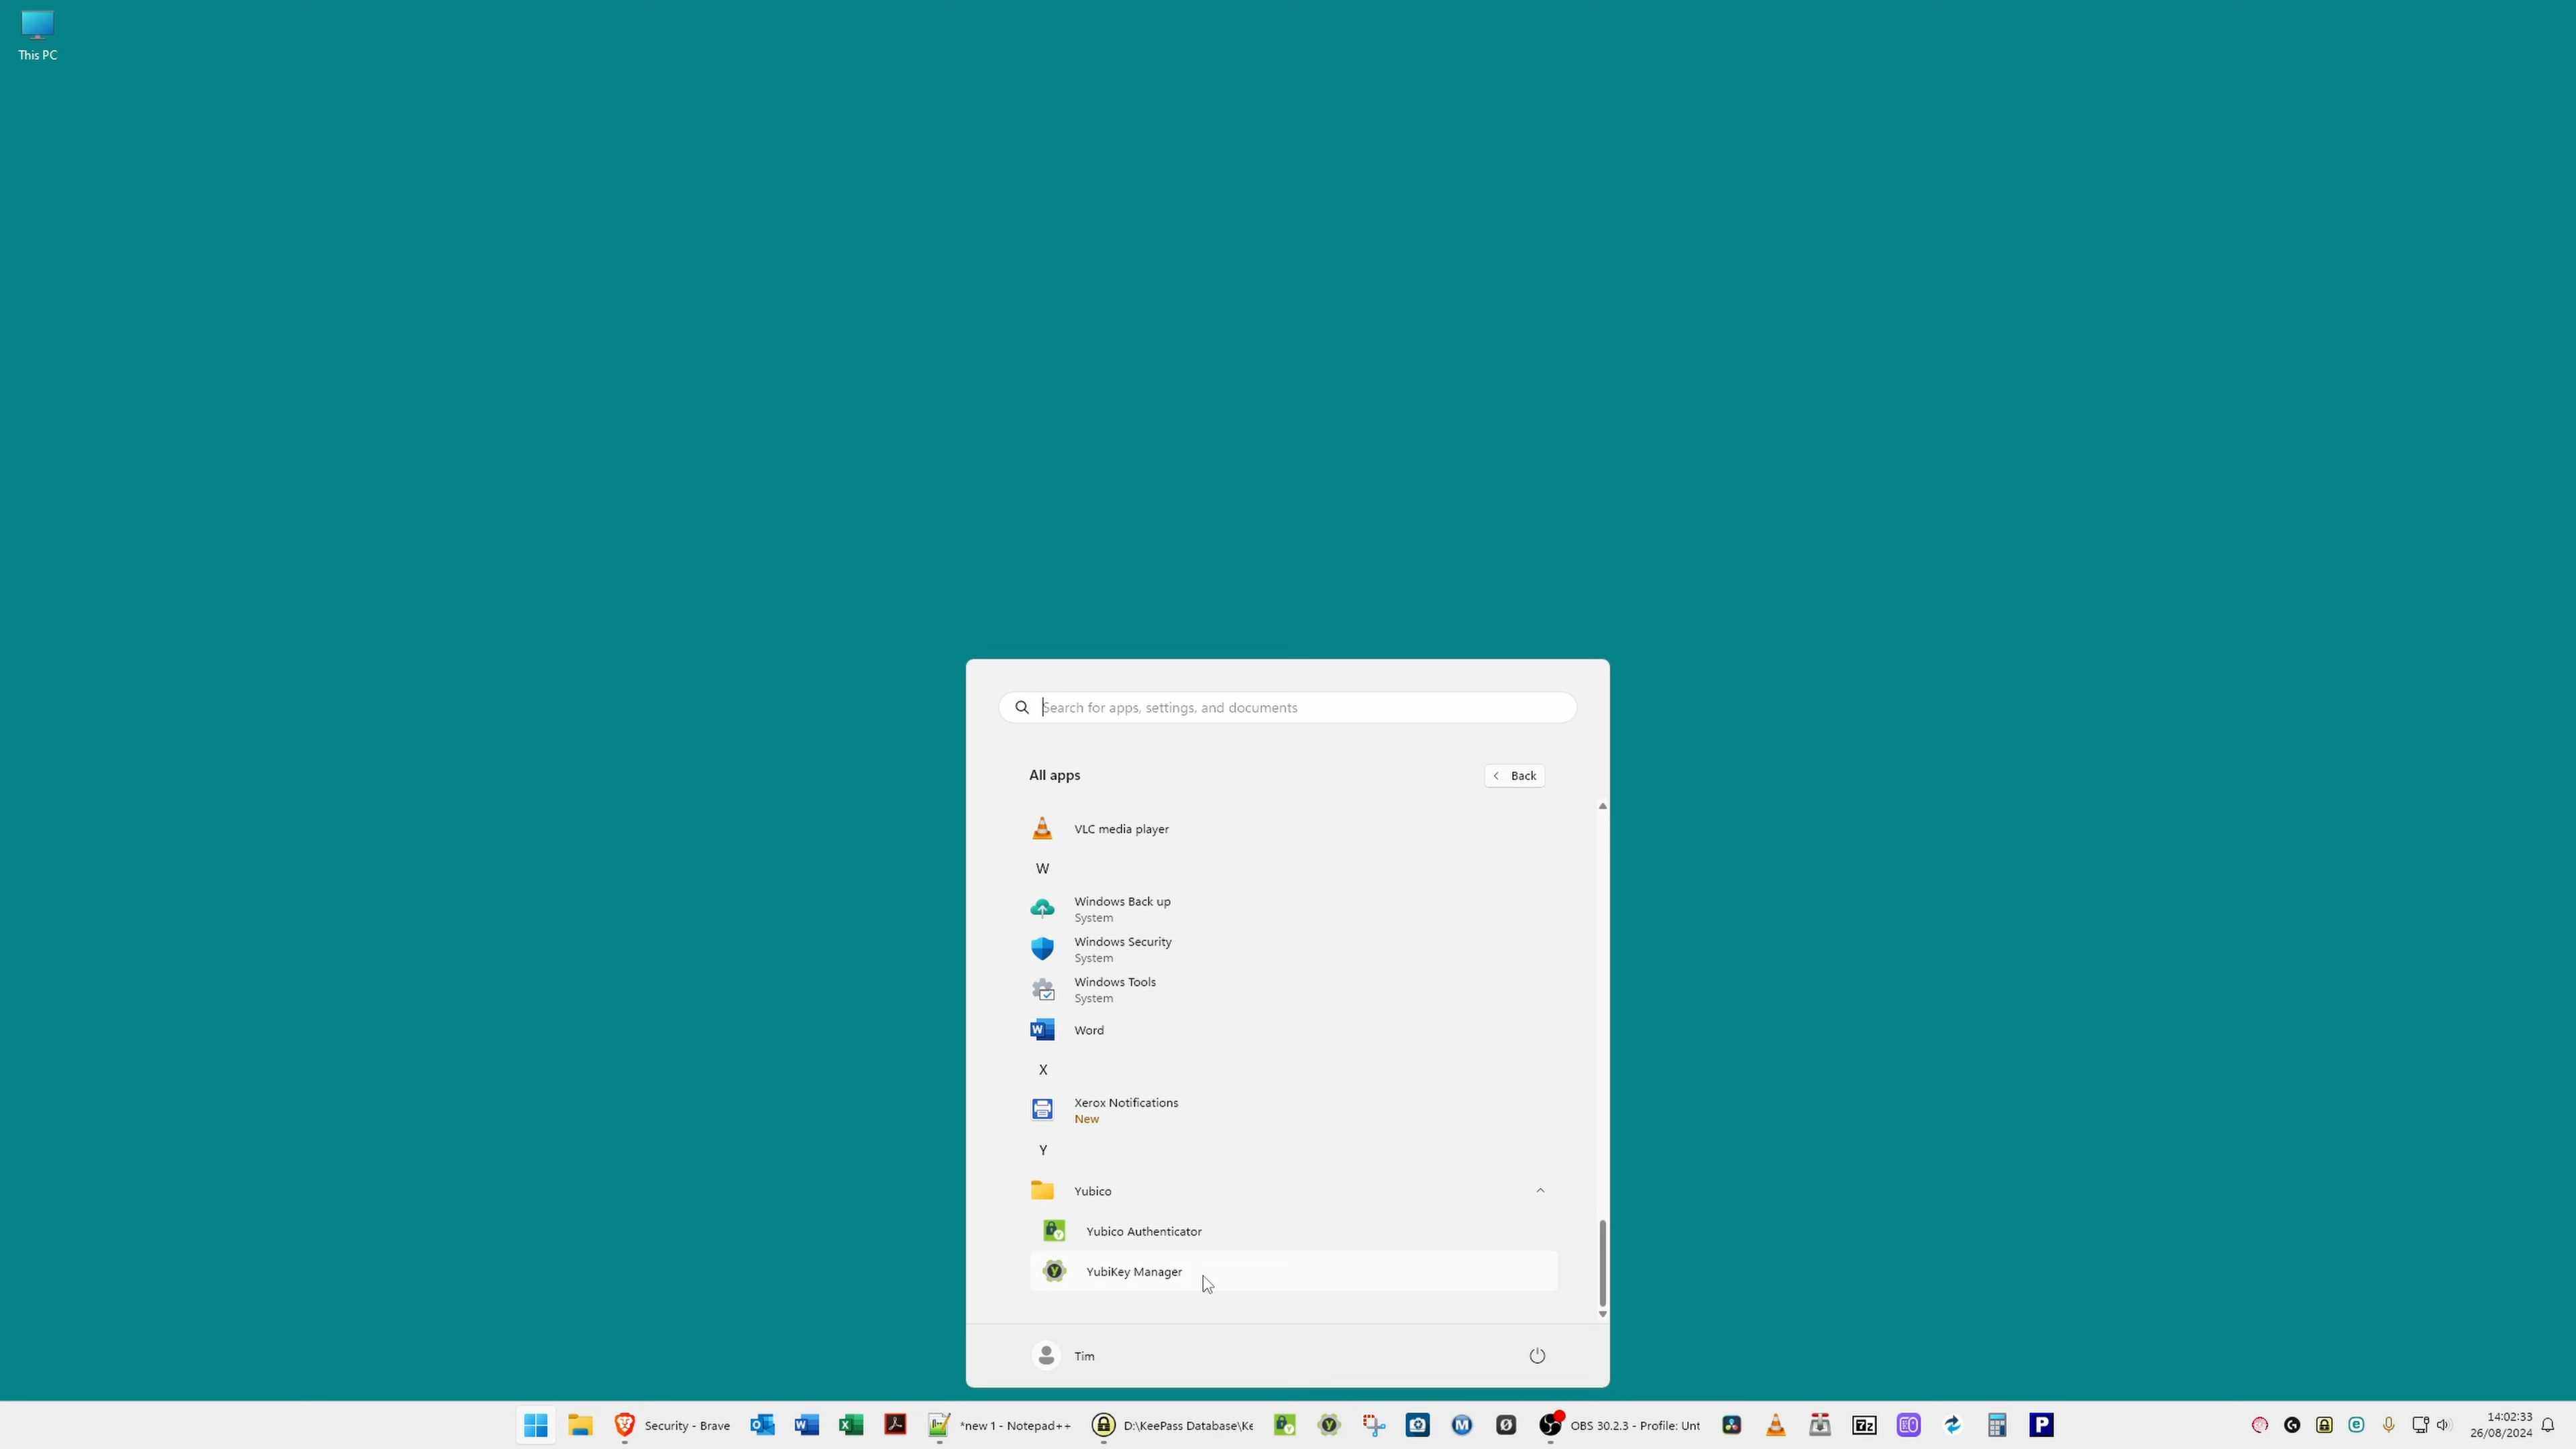 This PC
Search for apps, settings, and documents
All apps
Back
VLC media player
W
Windows Back up
System
Windows Security
System
Windows Tools
System
Word
X
Xerox Notifications
New
Y
Yubico
Yubico Authenticator
YubiKey Manager
Tim
Security - Brave
*new 1 - Notepad++
D:\KeePass Database\Ke
OBS 30.2.3 - Profile: Unt
14:02:33
26/08/2024